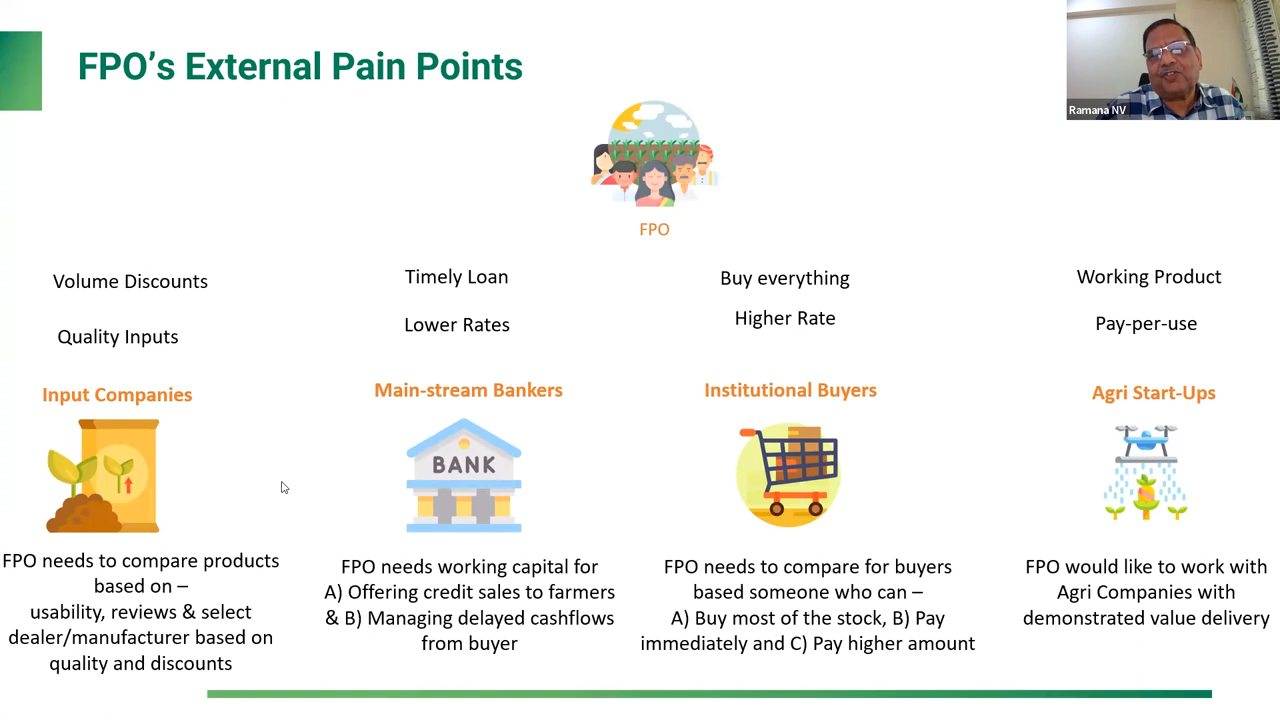 FPO's External Pain Points
Ramana NV
FPO
Volume Discounts
Quality Inputs
Input Companies
FPO needs to compare products
based on –
usability, reviews & select
dealer/manufacturer based on
quality and discounts
Timely Loan
Lower Rates
Main-stream Bankers
BANK
FPO needs working capital for
A) Offering credit sales to farmers
& B) Managing delayed cashflows
from buyer
Buy everything
Higher Rate
Institutional Buyers
FPO needs to compare for buyers
based someone who can –
A) Buy most of the stock, B) Pay
immediately and C) Pay higher amount
Working Product
Pay-per-use
Agri Start-Ups
FPO would like to work with
Agri Companies with
demonstrated value delivery